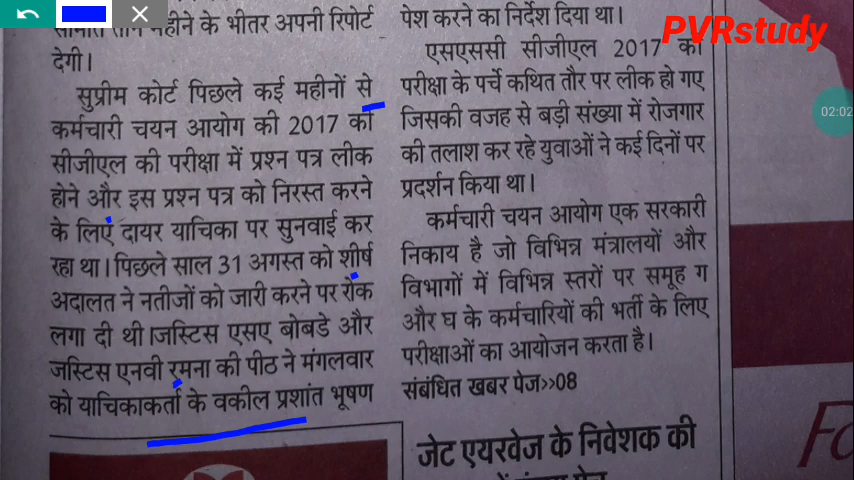 महीने के भीतर अपनी रिपोर्ट
देगी।
सुप्रीम कोर्ट पिछले कई महीनों से
कर्मचारी चयन आयोग की 2017 की
सीजीएल की परीक्षा में प्रश्न पत्र लीक
होने और इस प्रश्न पत्र को निरस्त करने
के लिए दायर याचिका पर सुनवाई कर
रहा था। पिछले साल 31 अगस्त को शीर्ष
अदालत ने नतीजों को जारी करने पर रोक
लगा दी थी।जस्टिस एसए बोबडे और
जस्टिस एनवी रमना की पीठ ने मंगलवार
को याचिकाकर्ता के वकील प्रशांत भूषण
पेश करने का निर्देश दिया था।
एसएससी सीजीएल 2017 की
परीक्षा के पर्चे कथित तौर पर लीक हो गए
जिसकी वजह से बड़ी संख्या में रोजगार
की तलाश कर रहे युवाओं ने कई दिनों पर
प्रदर्शन किया था।
कर्मचारी चयन आयोग एक सरकारी
निकाय है जो विभिन्न मंत्रालयों और
विभागों में विभिन्न स्तरों पर समूह ग
और घ के कर्मचारियों की भर्ती के लिए
परीक्षाओं का आयोजन करता है।
संबंधित खबर पेज>>08
जेट एयरवेज के निवेशक की
PVRstudy
02:02